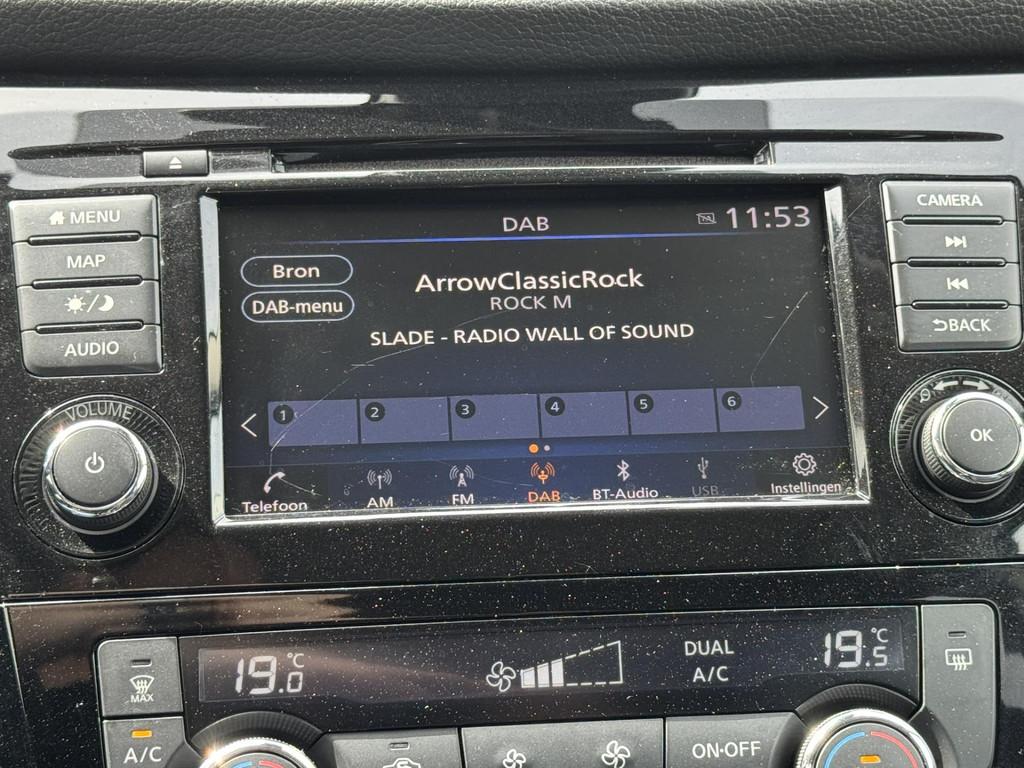 MENU
MAP
AUDIO
VOLUME
DAB
11:53
Bron
DAB-menu
ArrowClassicRock
ROCK M
SLADE - RADIO WALL OF SOUND
1 2 3 4 5 6
Telefoon AM FM DAB BT-Audio USB Instellingen
CAMERA
BACK
OK
MAX
19.0 °C
DUAL
A/C
19.5 °C
A/C
ON·OFF